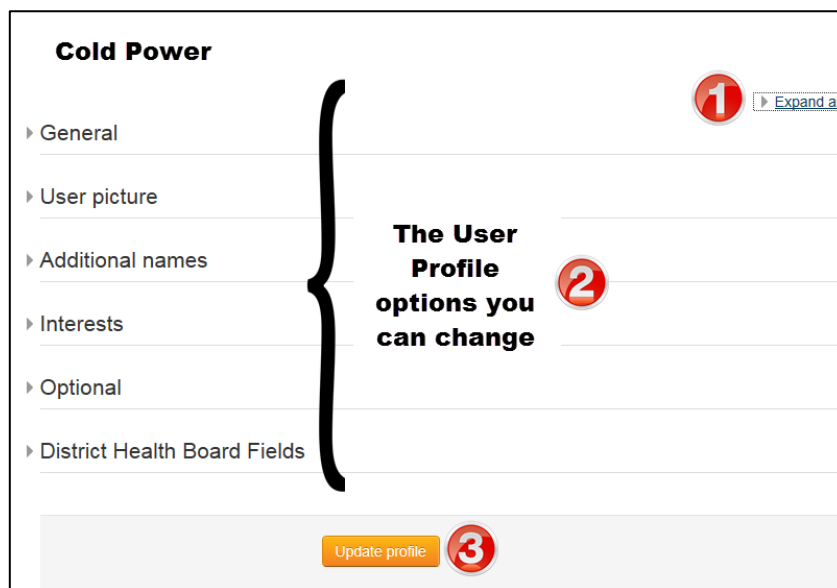 Cold Power
1
Expand a
General
User picture
Additional names
Interests
Optional
District Health Board Fields
The User
Profile
options you
can change
2
Update profile
3